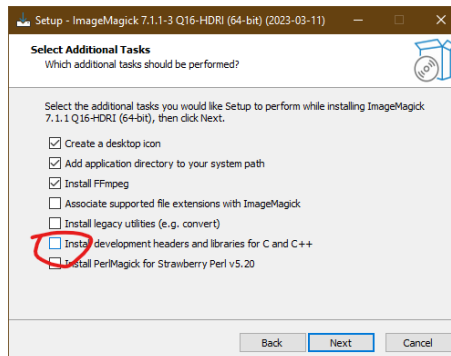 Setup - ImageMagick 7.1.1-3 Q16-HDRI (64-bit) (2023-03-11)
Select Additional Tasks
Which additional tasks should be performed?
Select the additional tasks you would like Setup to perform while installing ImageMagick
7.1.1 Q16-HDRI (64-bit), then click Next.
Create a desktop icon
Add application directory to your system path
Install FFmpeg
Associate supported file extensions with ImageMagick
Install legacy utilities (e.g. convert)
Install development headers and libraries for C and C++
Install PerlMagick for Strawberry Perl v5.20
Back Next Cancel